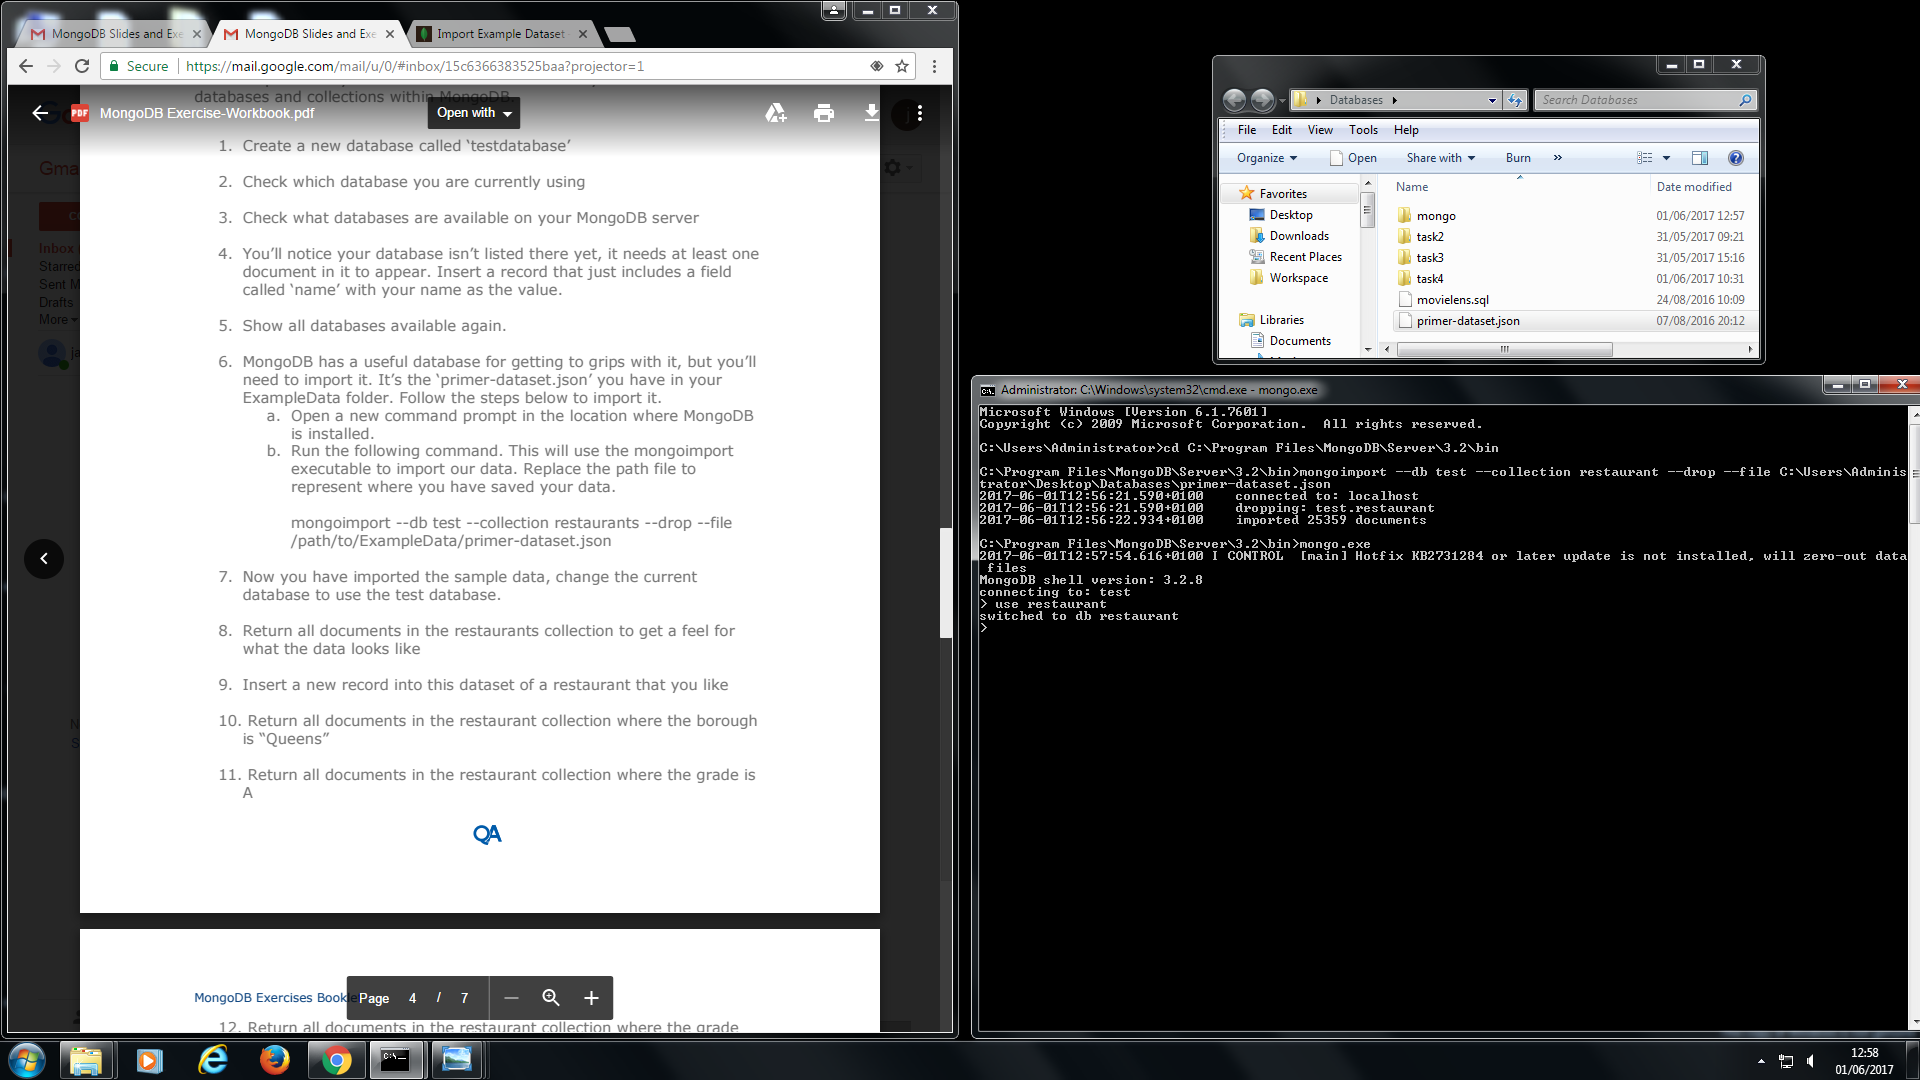 MongoDB Slides and Exe
MongoDB Slides and Exe
Import Example Dataset
Secure
https://mail.google.com/mail/u/0/#inbox/15c6366383525baa?projector=1
databases and collections within MongoDB.
PDF
MongoDB Exercise-Workbook.pdf
Open with
1. Create a new database called ‘testdatabase’
2. Check which database you are currently using
3. Check what databases are available on your MongoDB server
4. You’ll notice your database isn’t listed there yet, it needs at least one
document in it to appear. Insert a record that just includes a field
called ‘name’ with your name as the value.
5. Show all databases available again.
6. MongoDB has a useful database for getting to grips with it, but you’ll
need to import it. It’s the ‘primer-dataset.json’ you have in your
ExampleData folder. Follow the steps below to import it.
a. Open a new command prompt in the location where MongoDB
is installed.
b. Run the following command. This will use the mongoimport
executable to import our data. Replace the path file to
represent where you have saved your data.
mongoimport --db test --collection restaurants --drop --file
/path/to/ExampleData/primer-dataset.json
7. Now you have imported the sample data, change the current
database to use the test database.
8. Return all documents in the restaurants collection to get a feel for
what the data looks like
9. Insert a new record into this dataset of a restaurant that you like
10. Return all documents in the restaurant collection where the borough
is “Queens”
11. Return all documents in the restaurant collection where the grade is
A
QA
MongoDB Exercises Bookle
Page 4 / 7
12. Return all documents in the restaurant collection where the grade
Gma
Inbox
Starred
Sent M
Drafts
More
ja
Databases
Search Databases
File Edit View Tools Help
Organize Open Share with Burn »
Favorites
Desktop
Downloads
Recent Places
Workspace
Libraries
Documents
Name Date modified
mongo 01/06/2017 12:57
task2 31/05/2017 09:21
task3 31/05/2017 15:16
task4 01/06/2017 10:31
movielens.sql 24/08/2016 10:09
primer-dataset.json 07/08/2016 20:12
Administrator: C:\Windows\system32\cmd.exe - mongo.exe
Microsoft Windows [Version 6.1.7601]
Copyright (c) 2009 Microsoft Corporation.  All rights reserved.
C:\Users\Administrator>cd C:\Program Files\MongoDB\Server\3.2\bin
C:\Program Files\MongoDB\Server\3.2\bin>mongoimport --db test --collection restaurant --drop --file C:\Users\Adminis
trator\Desktop\Databases\primer-dataset.json
2017-06-01T12:56:21.590+0100    connected to: localhost
2017-06-01T12:56:21.590+0100    dropping: test.restaurant
2017-06-01T12:56:22.934+0100    imported 25359 documents
C:\Program Files\MongoDB\Server\3.2\bin>mongo.exe
2017-06-01T12:57:54.616+0100 I CONTROL  [main] Hotfix KB2731284 or later update is not installed, will zero-out data
files
MongoDB shell version: 3.2.8
connecting to: test
> use restaurant
switched to db restaurant
>
12:58
01/06/2017